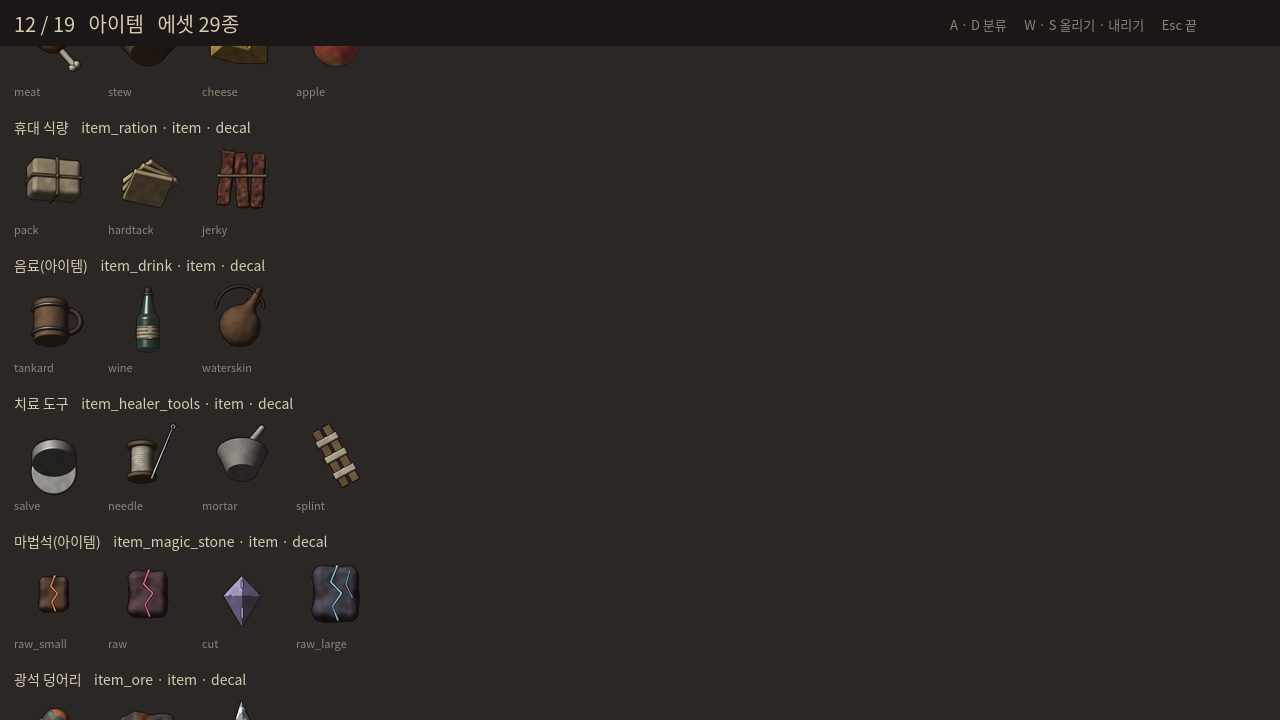 12 / 19 아이템 에셋 29종 A · D 분류 W · S 올리기 · 내리기 Esc 끝
meat stew cheese apple
휴대 식량 item_ration · item · decal
pack hardtack jerky
음료(아이템) item_drink · item · decal
tankard wine waterskin
치료 도구 item_healer_tools · item · decal
salve needle mortar splint
마법석(아이템) item_magic_stone · item · decal
raw_small raw cut raw_large
광석 덩어리 item_ore · item · decal